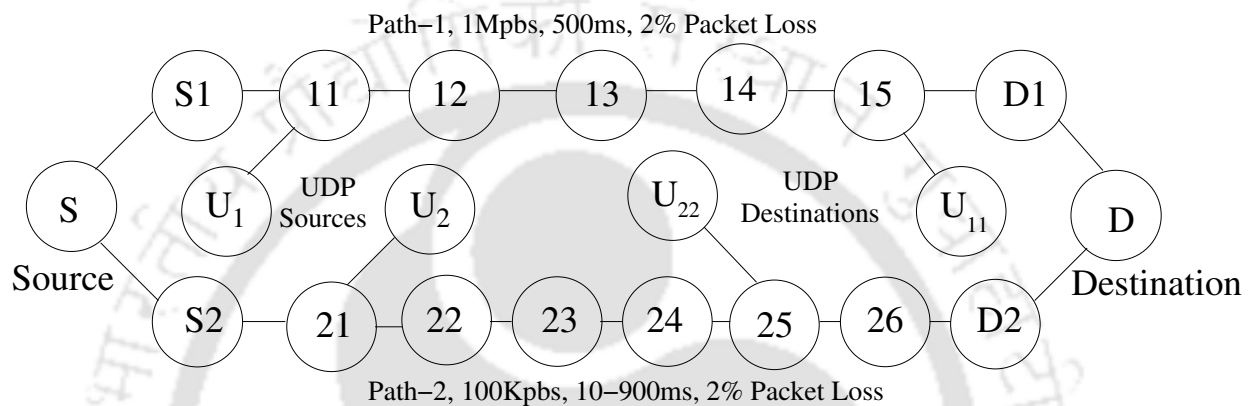 Path−1, 1Mpbs, 500ms, 2% Packet Loss
S1 11 12 13 14 15 D1
S U1 UDP Sources U2 U22 UDP Destinations U11 D
Source
Destination
S2 21 22 23 24 25 26 D2
Path−2, 100Kpbs, 10−900ms, 2% Packet Loss